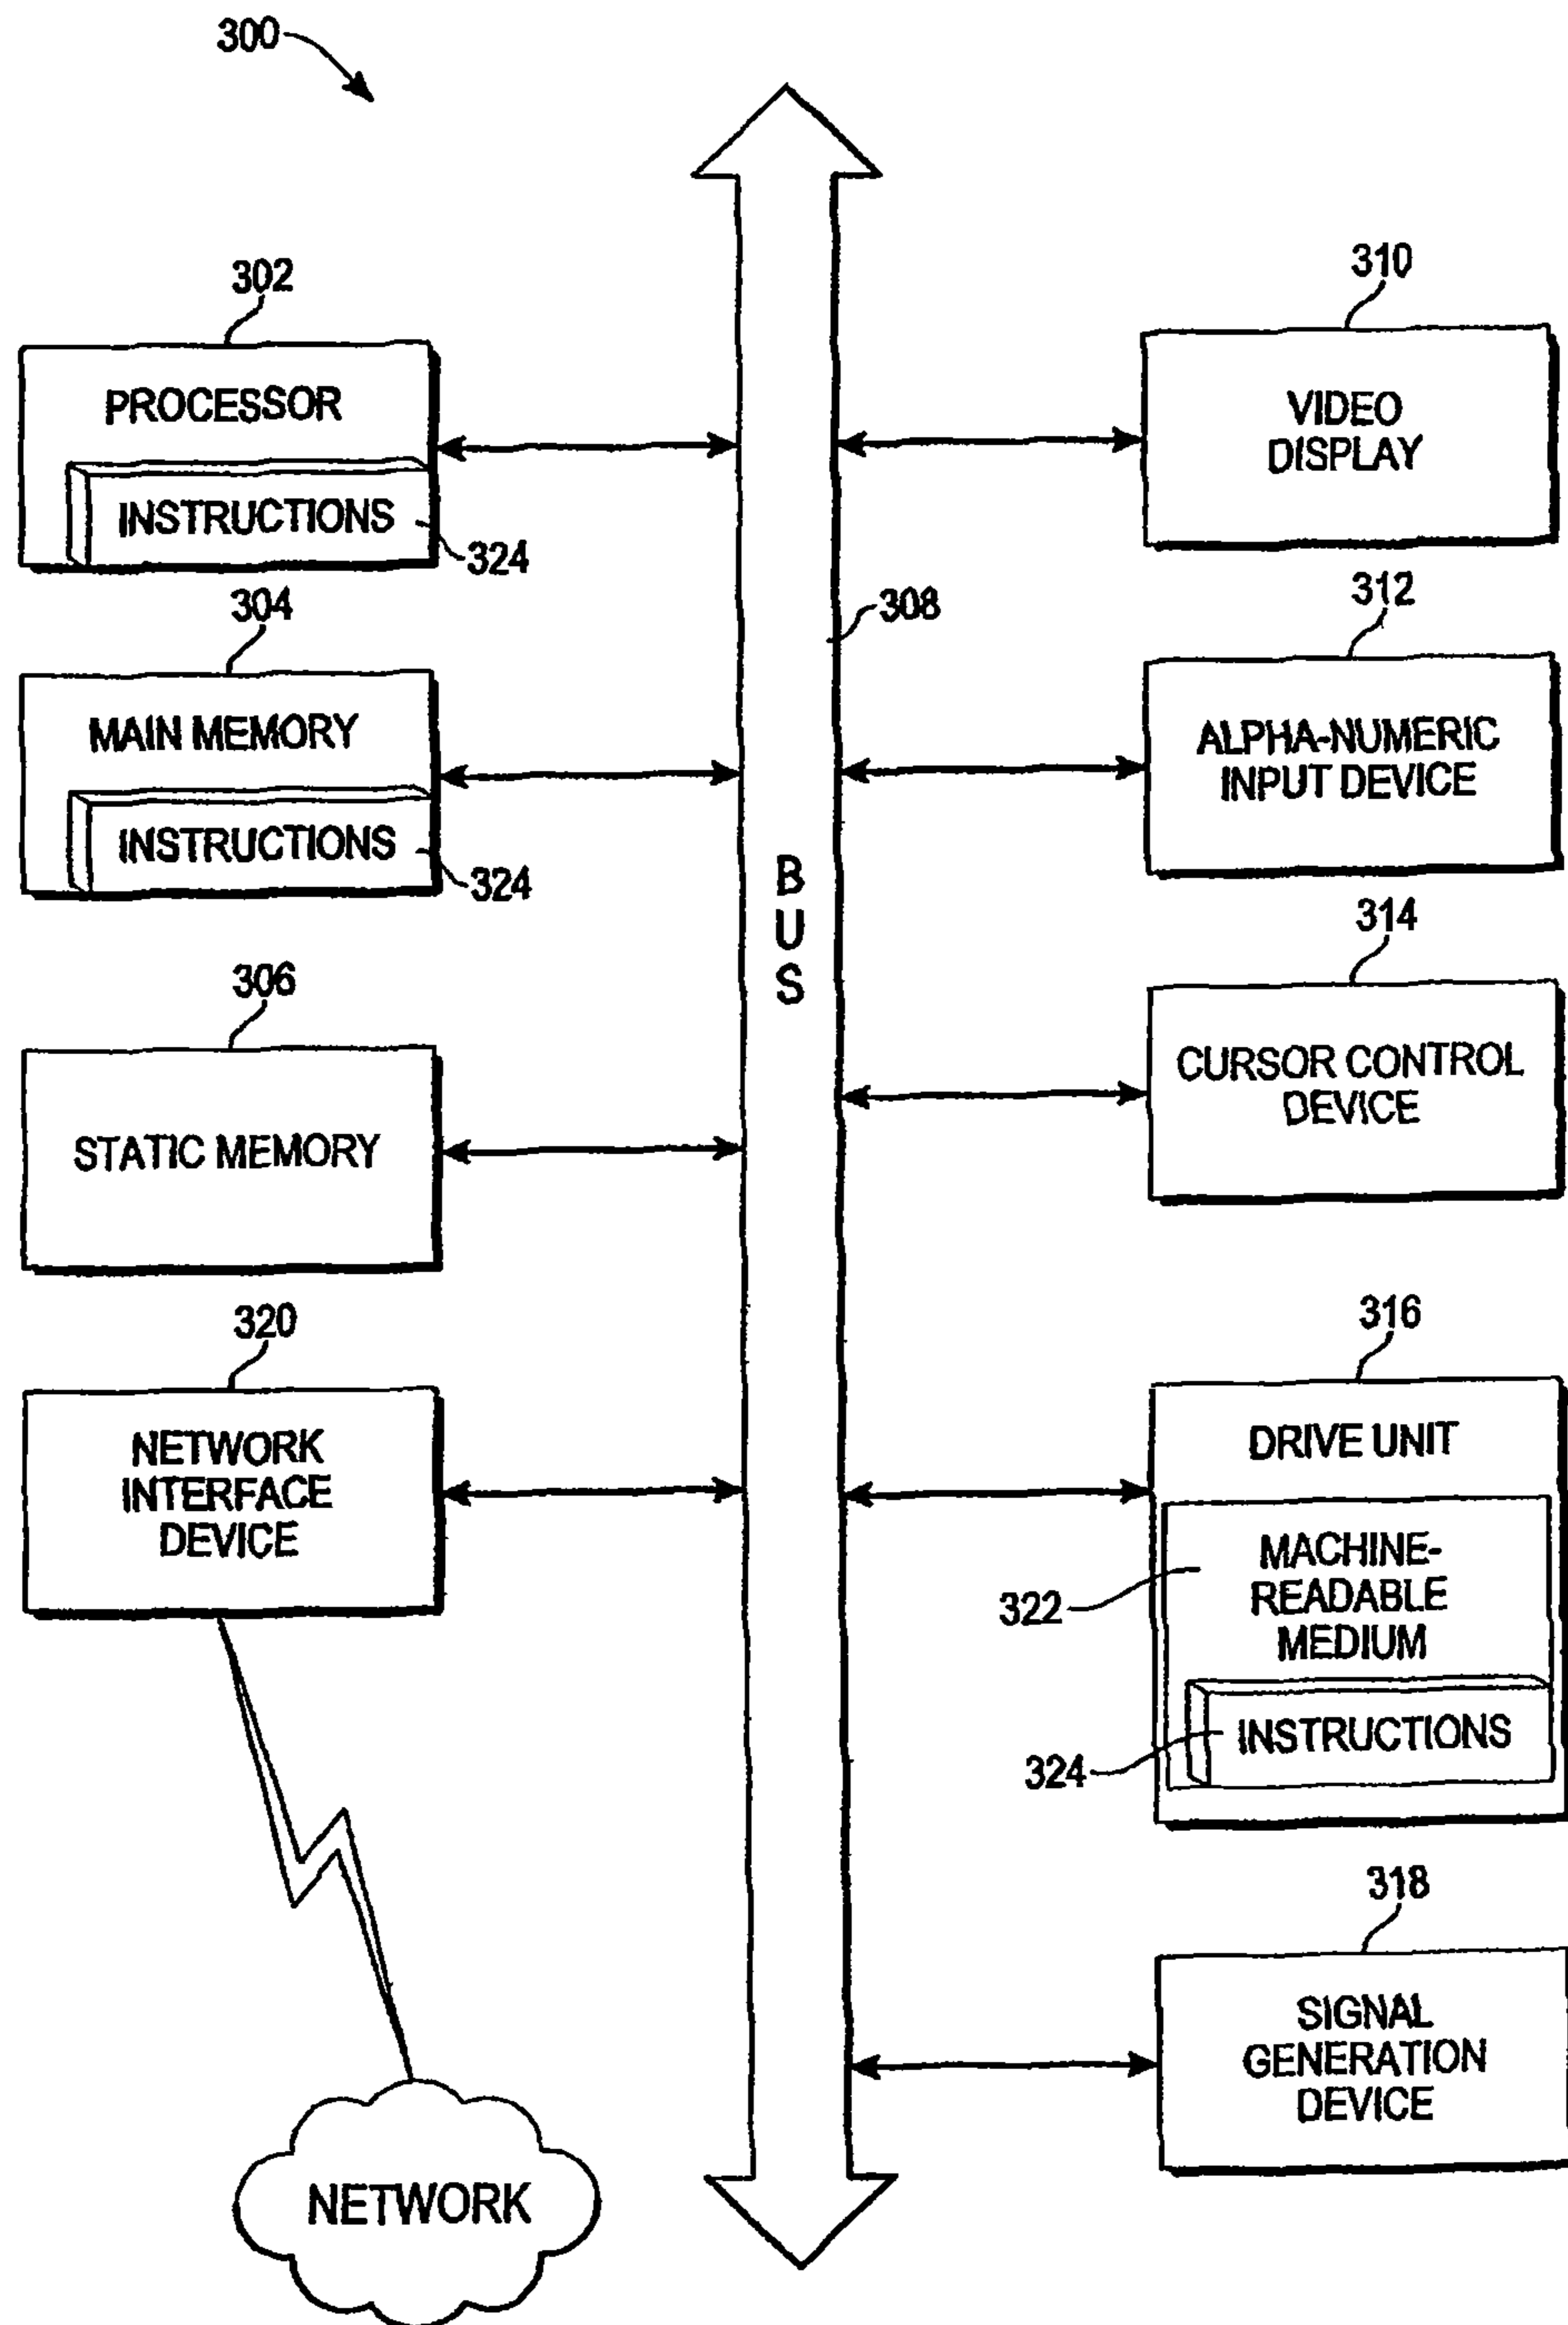 300
302
PROCESSOR
INSTRUCTIONS
324
304
MAIN MEMORY
INSTRUCTIONS
324
306
STATIC MEMORY
320
NETWORK
INTERFACE
DEVICE
NETWORK
308
B
U
S
310
VIDEO
DISPLAY
312
ALPHA-NUMERIC
INPUT DEVICE
314
CURSOR CONTROL
DEVICE
316
DRIVE UNIT
322
MACHINE-
READABLE
MEDIUM
324
INSTRUCTIONS
318
SIGNAL
GENERATION
DEVICE